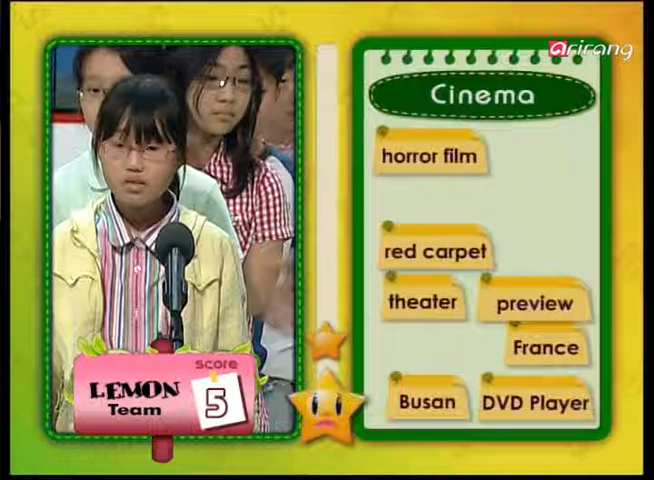 arirang
Cinema
horror film
red carpet
theater
preview
France
Busan
DVD Player
score
LEMON
Team
5